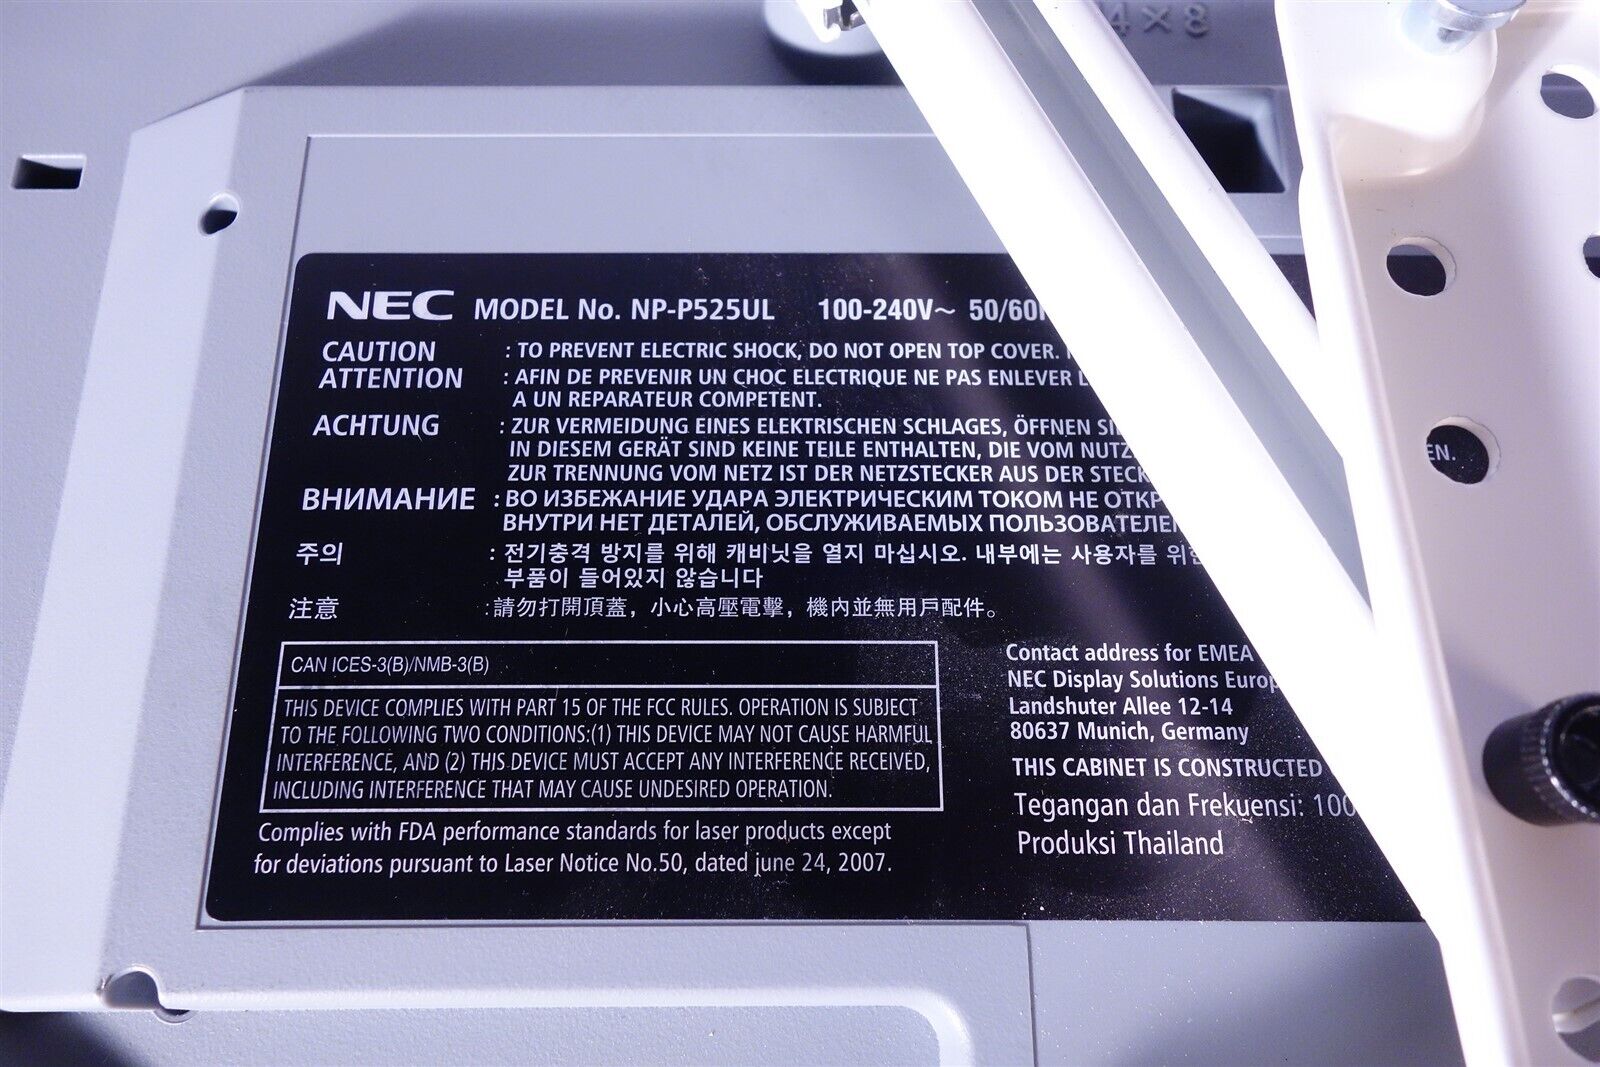 4×8
NEC MODEL No. NP-P525UL 100-240V~ 50/60
CAUTION : TO PREVENT ELECTRIC SHOCK, DO NOT OPEN TOP COVER.
ATTENTION : AFIN DE PREVENIR UN CHOC ELECTRIQUE NE PAS ENLEVER
A UN REPARATEUR COMPETENT.
ACHTUNG : ZUR VERMEIDUNG EINES ELEKTRISCHEN SCHLAGES, ÖFFNEN
IN DIESEM GERÄT SIND KEINE TEILE ENTHALTEN, DIE VOM NUTZ
EN.
ZUR TRENNUNG VOM NETZ IST DER NETZSTECKER AUS DER STECK
ВНИМАНИЕ : ВО ИЗБЕЖАНИЕ УДАРА ЭЛЕКТРИЧЕСКИМ ТОКОМ НЕ ОТКР
ВНУТРИ НЕТ ДЕТАЛЕЙ, ОБСЛУЖИВАЕМЫХ ПОЛЬЗОВАТЕЛЕ
주의 : 전기충격 방지를 위해 캐비닛을 열지 마십시오. 내부에는 사용자를 위한
부품이 들어있지 않습니다
注意 : 請勿打開頂蓋，小心高壓電擊，機內並無用戶配件。
CAN ICES-3(B)/NMB-3(B)
THIS DEVICE COMPLIES WITH PART 15 OF THE FCC RULES. OPERATION IS SUBJECT
TO THE FOLLOWING TWO CONDITIONS:(1) THIS DEVICE MAY NOT CAUSE HARMFUL
INTERFERENCE, AND (2) THIS DEVICE MUST ACCEPT ANY INTERFERENCE RECEIVED,
INCLUDING INTERFERENCE THAT MAY CAUSE UNDESIRED OPERATION.
Complies with FDA performance standards for laser products except
for deviations pursuant to Laser Notice No.50, dated june 24, 2007.
Contact address for EMEA
NEC Display Solutions Europ
Landshuter Allee 12-14
80637 Munich, Germany
THIS CABINET IS CONSTRUCTED
Tegangan dan Frekuensi: 100
Produksi Thailand